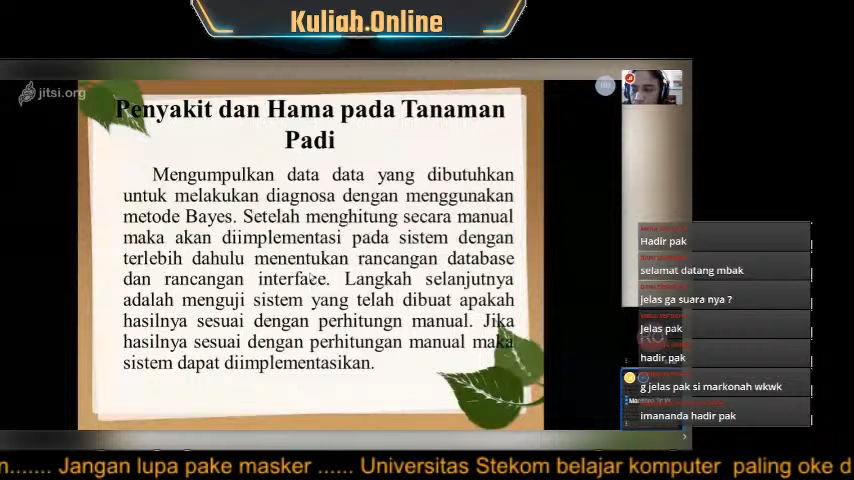 Kuliah.Online
jitsi.org
Penyakit dan Hama pada Tanaman
Padi
Mengumpulkan data data yang dibutuhkan
untuk melakukan diagnosa dengan menggunakan
metode Bayes. Setelah menghitung secara manual
maka akan diimplementasi pada sistem dengan
terlebih dahulu menentukan rancangan database
dan rancangan interface. Langkah selanjutnya
adalah menguji sistem yang telah dibuat apakah
hasilnya sesuai dengan perhitungn manual. Jika
hasilnya sesuai dengan perhitungan manual maka
sistem dapat diimplementasikan.
Hadir pak
selamat datang mbak
jelas ga suara nya ?
Jelas pak
hadir pak
g jelas pak si markonah wkwk
imananda hadir pak
n....... Jangan lupa pake masker ...... Universitas Stekom belajar komputer paling oke d